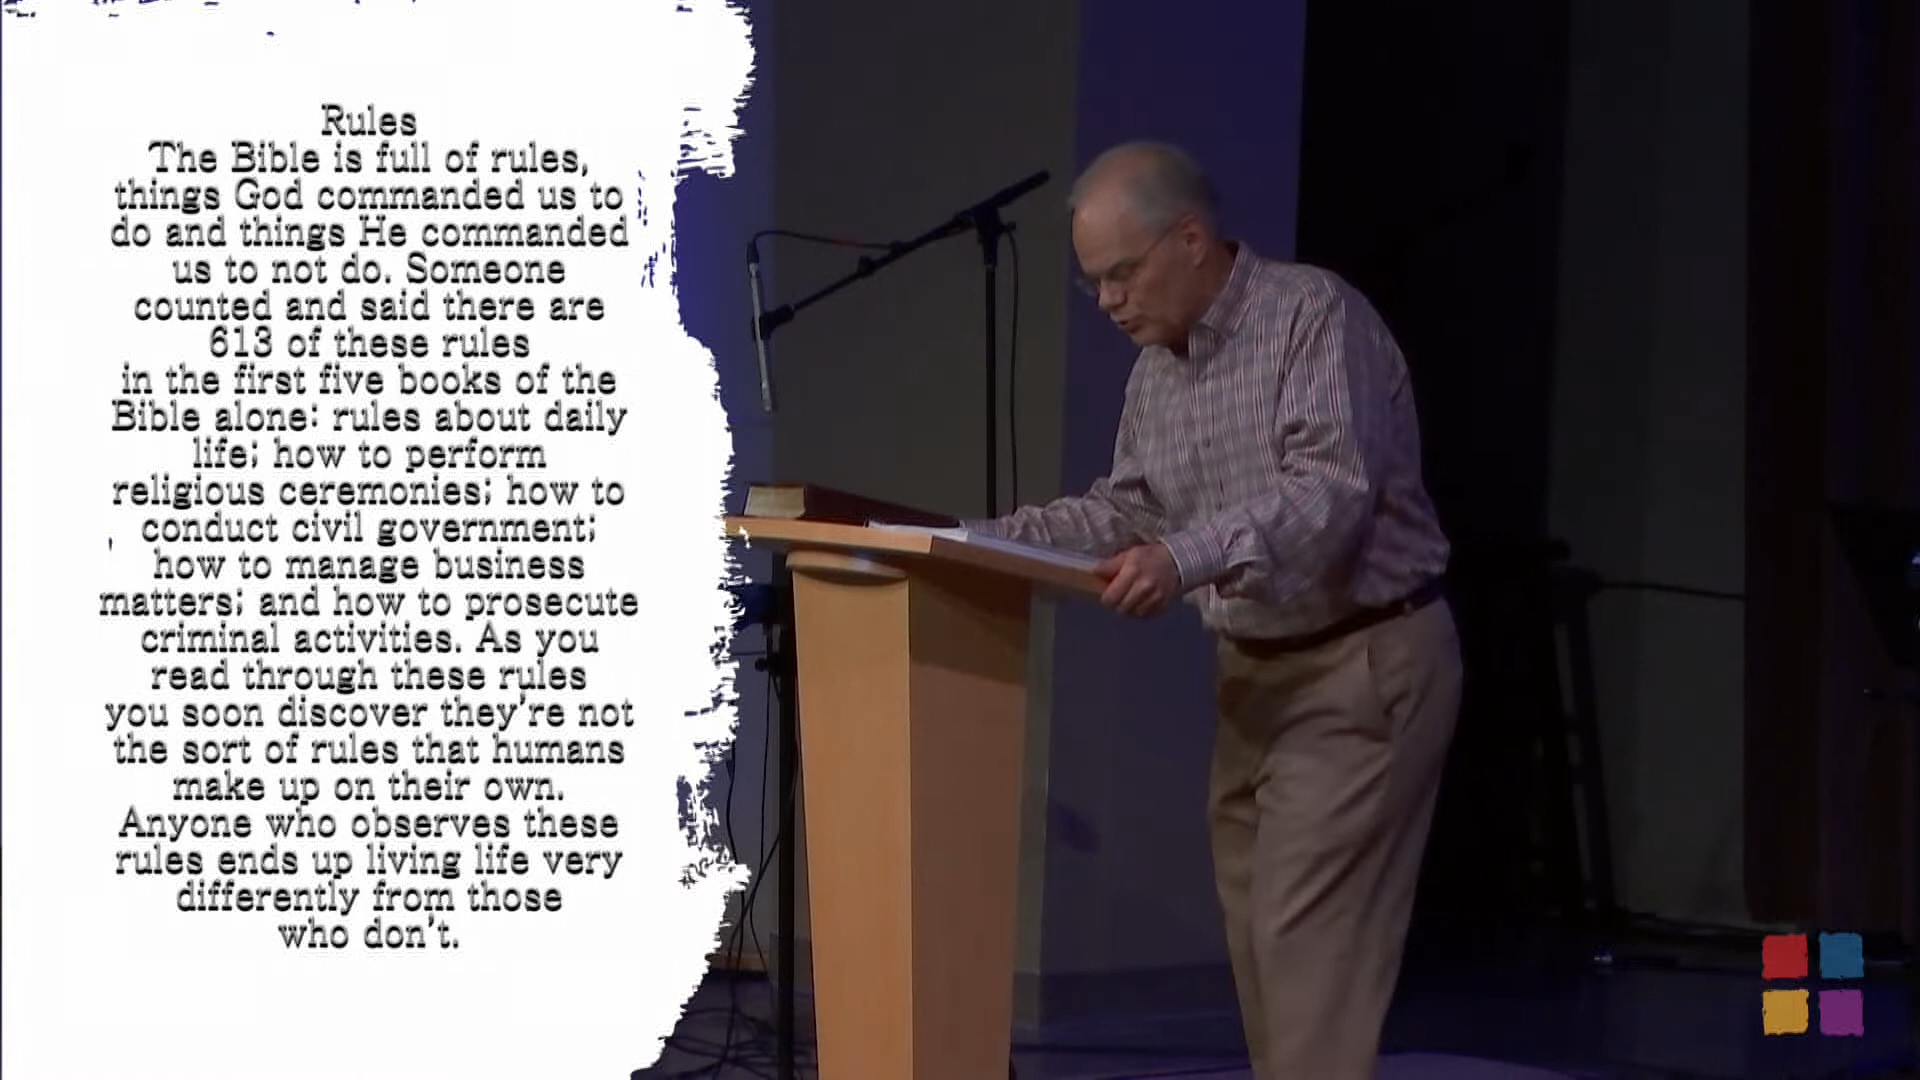 Rules
The Bible is full of rules,
things God commanded us to
do and things He commanded
us to not do. Someone
counted and said there are
613 of these rules
in the first five books of the
Bible alone: rules about daily
life; how to perform
religious ceremonies; how to
conduct civil government;
how to manage business
matters; and how to prosecute
criminal activities. As you
read through these rules
you soon discover they're not
the sort of rules that humans
make up on their own.
Anyone who observes these
rules ends up living life very
differently from those
who don't.